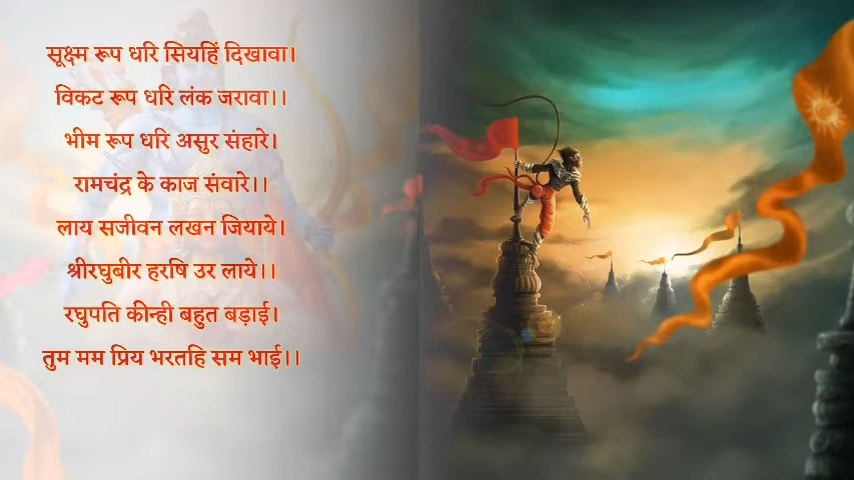 सूक्ष्म रूप धरि सियहिं दिखावा।
विकट रूप धरि लंक जरावा।।
भीम रूप धरि असुर संहारे।
रामचंद्र के काज संवारे।।
लाय सजीवन लखन जियाये।
श्रीरघुबीर हरषि उर लाये।।
रघुपति कीन्ही बहुत बड़ाई।
तुम मम प्रिय भरतहि सम भाई।।